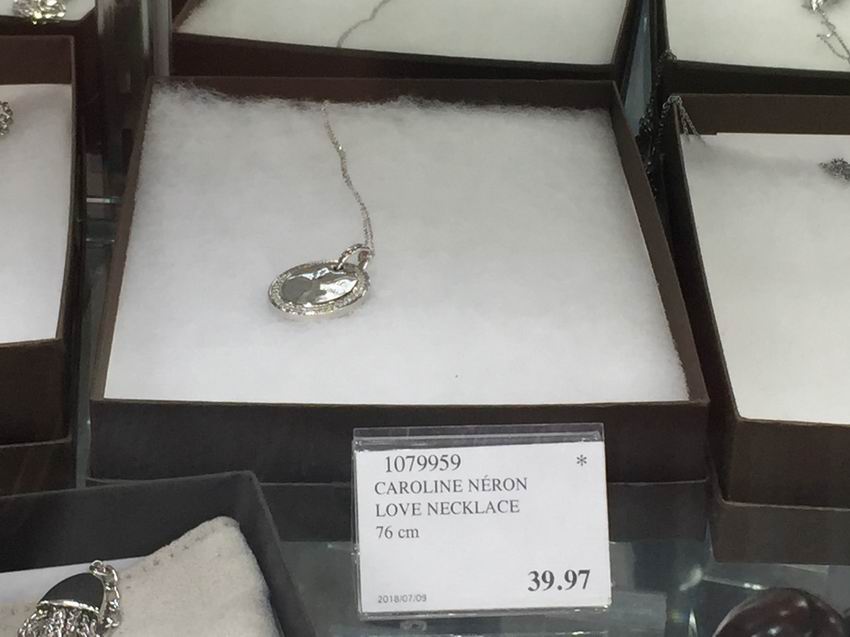 1079959 *
CAROLINE NÉRON
LOVE NECKLACE
76 cm
39.97
2018/07/09